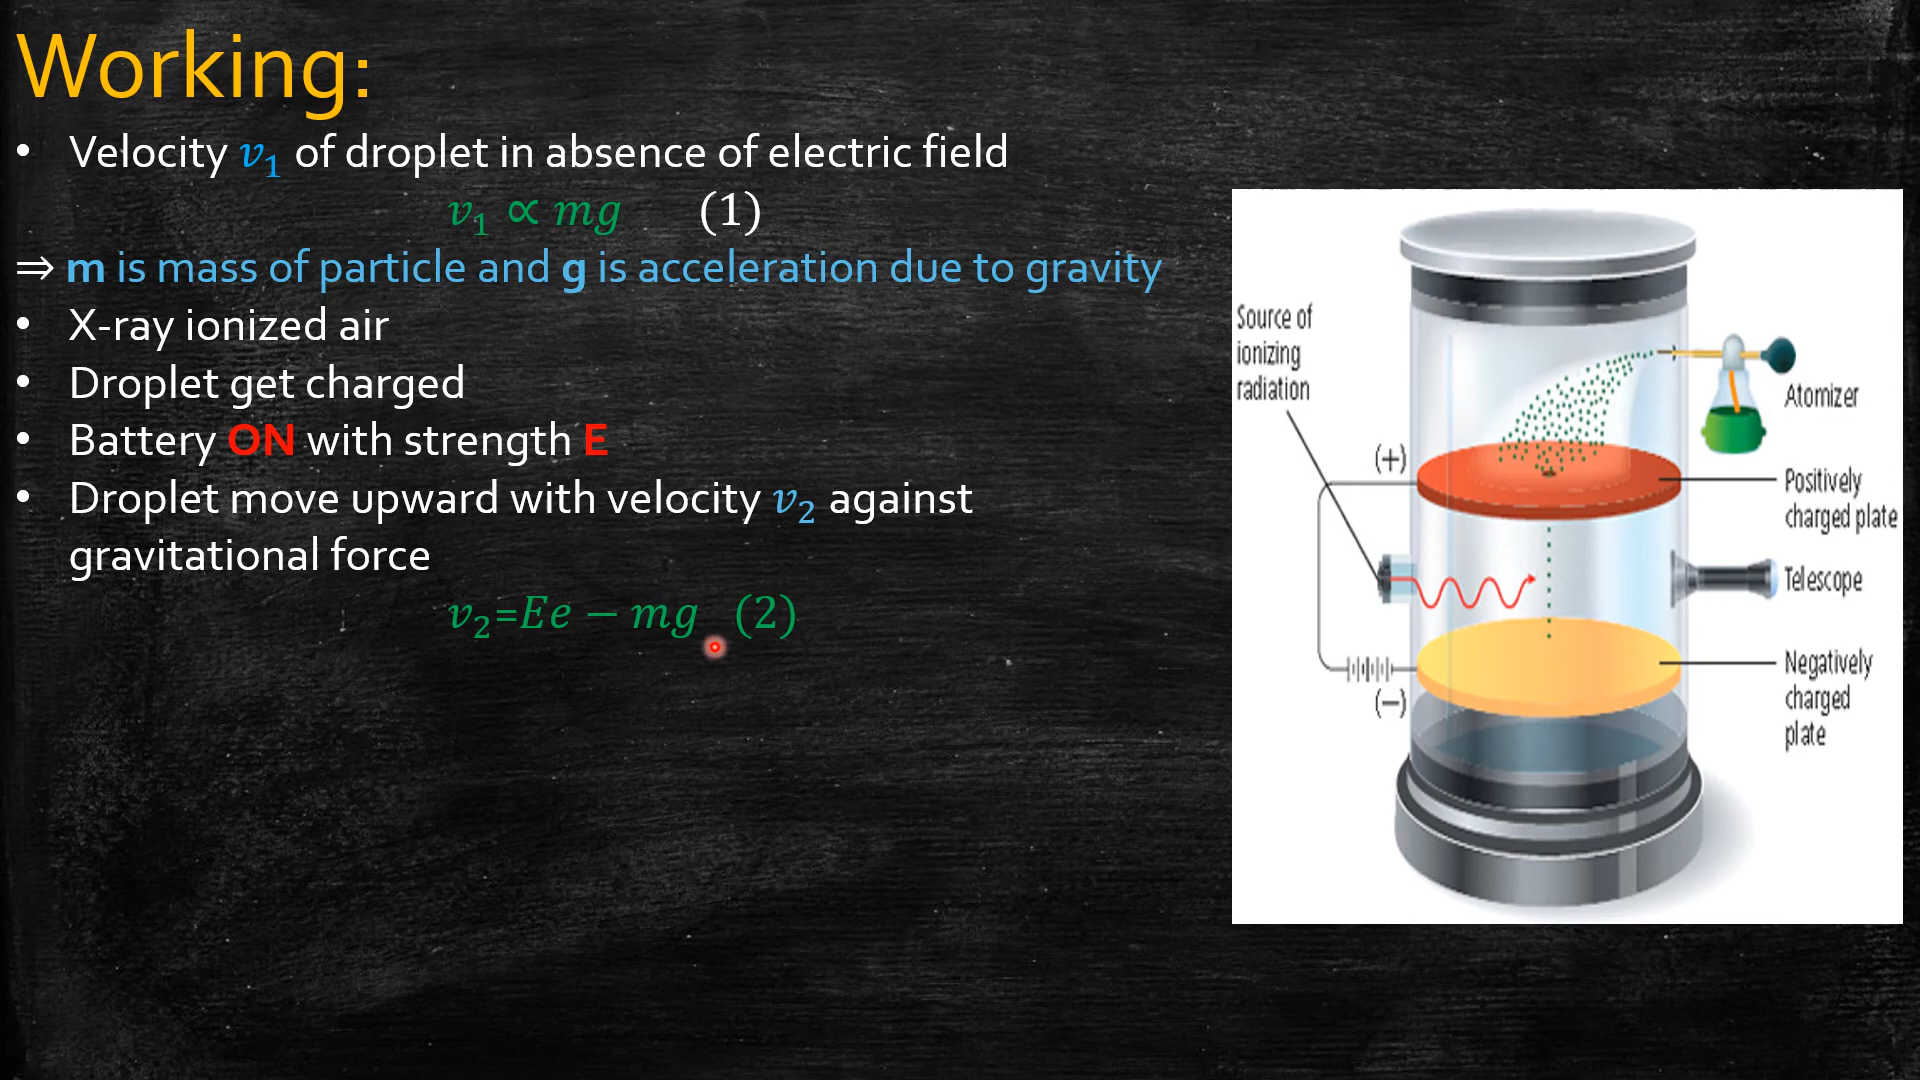 Working:
• Velocity v₁ of droplet in absence of electric field
v₁ ∝ mg (1)
⇒ m is mass of particle and g is acceleration due to gravity
• X-ray ionized air
• Droplet get charged
• Battery ON with strength E
• Droplet move upward with velocity v₂ against
gravitational force
v₂=Ee − mg (2)
Source of
ionizing
radiation
Atomizer
(+)
Positively
charged plate
Telescope
Negatively
charged
plate
(−)